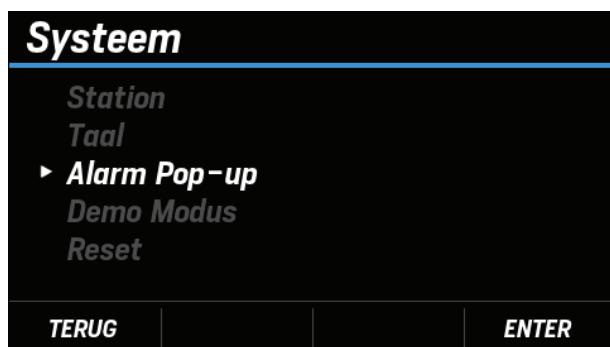 Systeem
Station
Taal
Alarm Pop-up
Demo Modus
Reset
TERUG ENTER